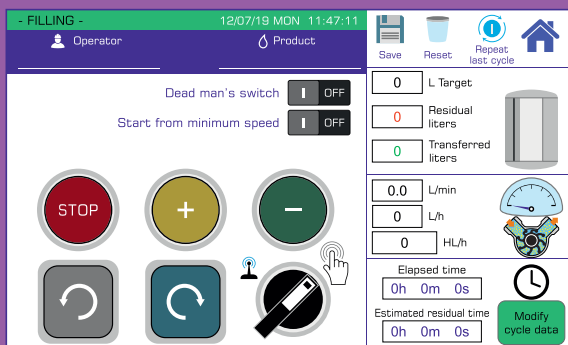 - FILLING -
12/07/19 MON 11:47:11
Operator
Product
Save
Reset
Repeat
last cycle
Dead man's switch
I OFF
Start from minimum speed
I OFF
0 L Target
0 Residual
liters
0 Transferred
liters
STOP
+
−
0.0 L/min
0 L/h
0 HL/h
Elapsed time
0h 0m 0s
Estimated residual time
0h 0m 0s
Modify
cycle data